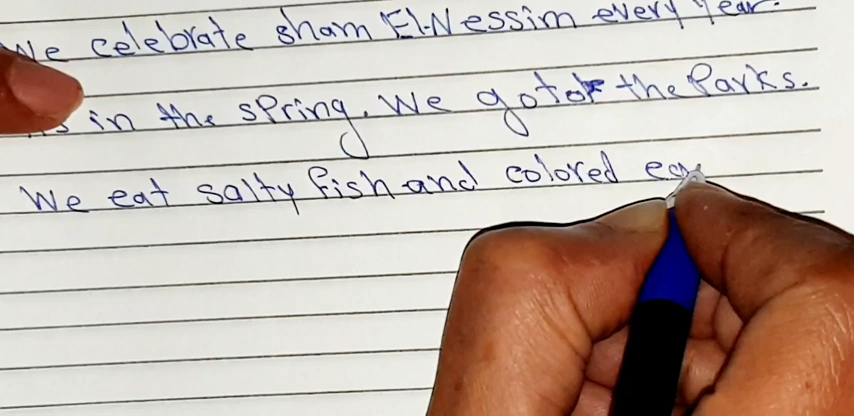 We celebrate sham El-Nessim every Year.
in the spring. We go to the Parks.
We eat salty fish and colored